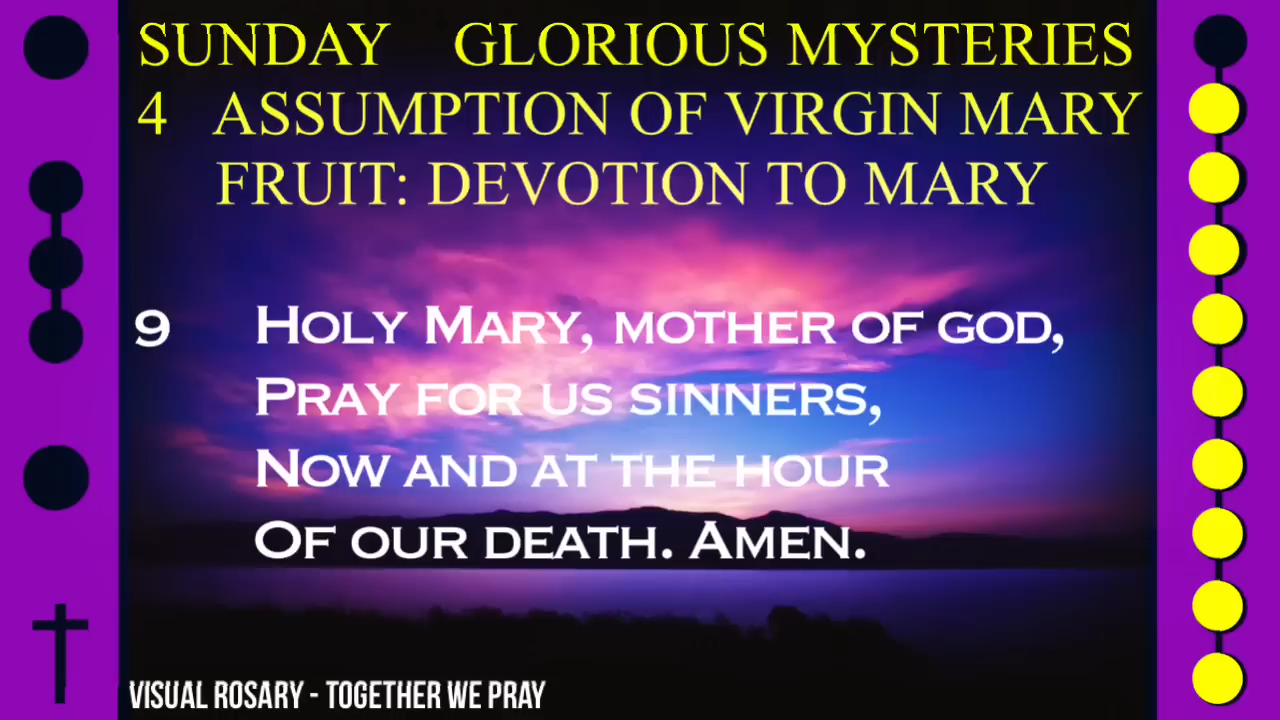 SUNDAY GLORIOUS MYSTERIES
4 ASSUMPTION OF VIRGIN MARY
FRUIT: DEVOTION TO MARY
9 HOLY MARY, MOTHER OF GOD,
PRAY FOR US SINNERS,
NOW AND AT THE HOUR
OF OUR DEATH. AMEN.
VISUAL ROSARY - TOGETHER WE PRAY